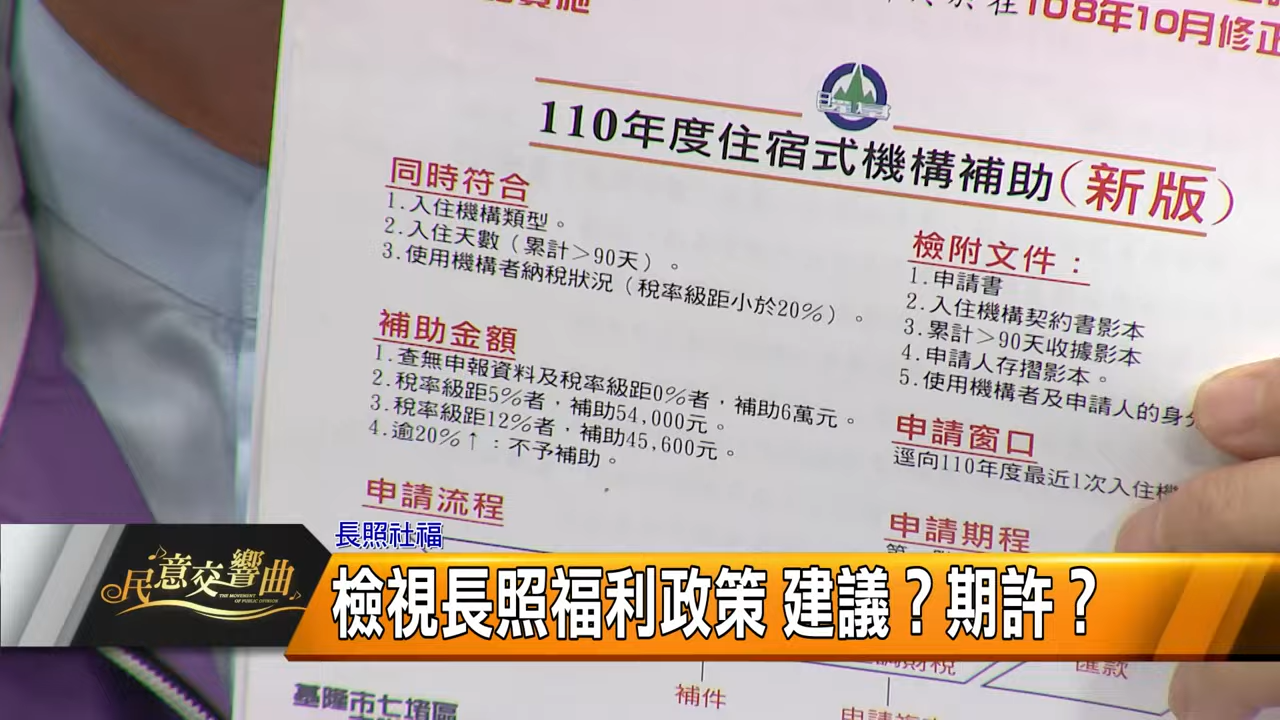 108年10月修正
110年度住宿式機構補助(新版)
同時符合
1.入住機構類型。
2.入住天數(累計>90天)。
3.使用機構者納稅狀況(稅率級距小於20%)。
補助金額
1.查無申報資料及稅率級距0%者,補助6萬元。
2.稅率級距5%者,補助54,000元。
3.稅率級距12%者,補助45,600元。
4.逾20%↑:不予補助。
申請流程
檢附文件:
1.申請書
2.入住機構契約書影本
3.累計>90天收據影本
4.申請人存摺影本。
5.使用機構者及申請人的身
申請窗口
逕向110年度最近1次入住機
申請期程
長照社福
民意交響曲
THE MOVEMENT
OF PUBLIC OPINION
檢視長照福利政策 建議?期許?
財稅
匯款
補件
基隆市七堵區